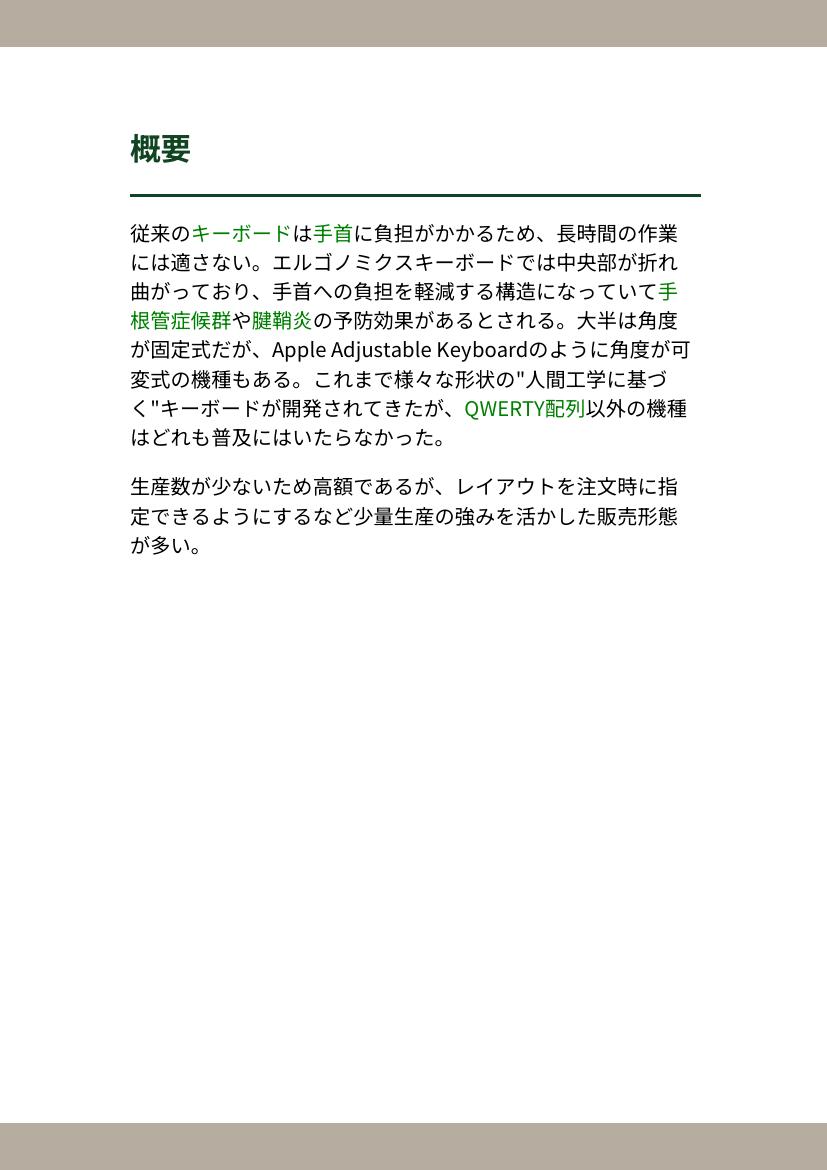 概要
従来のキーボードは手首に負担がかかるため、長時間の作業
には適さない。エルゴノミクスキーボードでは中央部が折れ
曲がっており、手首への負担を軽減する構造になっていて手
根管症候群や腱鞘炎の予防効果があるとされる。大半は角度
が固定式だが、Apple Adjustable Keyboardのように角度が可
変式の機種もある。これまで様々な形状の"人間工学に基づ
く"キーボードが開発されてきたが、QWERTY配列以外の機種
はどれも普及にはいたらなかった。
生産数が少ないため高額であるが、レイアウトを注文時に指
定できるようにするなど少量生産の強みを活かした販売形態
が多い。